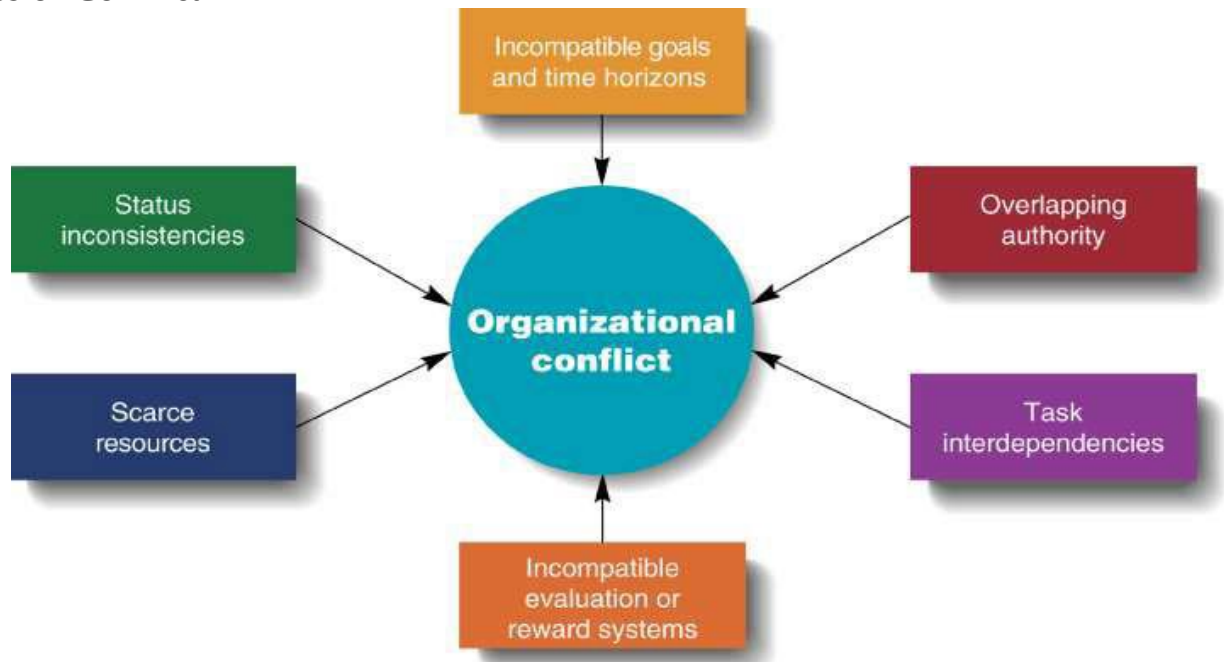 Incompatible goals
and time horizons
Status
inconsistencies
Overlapping
authority
Organizational
conflict
Scarce
resources
Task
interdependencies
Incompatible
evaluation or
reward systems